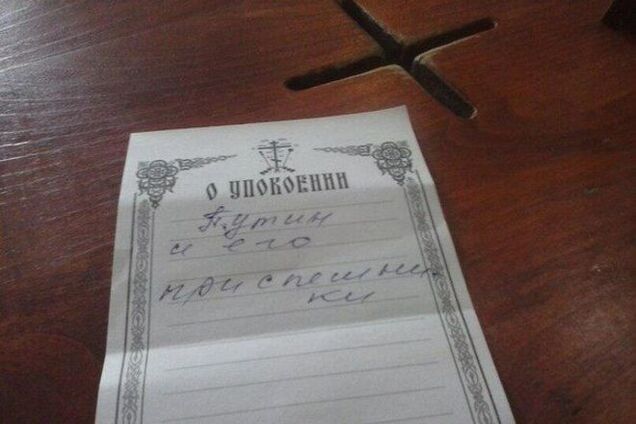 О УПОКОЕНИИ
Путин
и его
приспешни-
ки